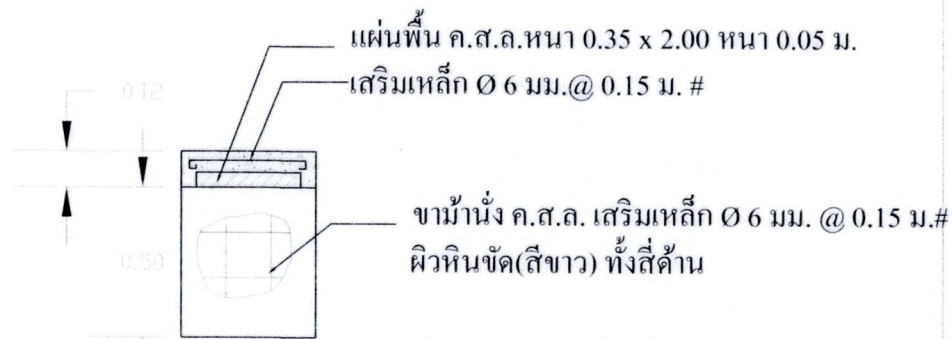 แผ่นพื้น ค.ส.ล.หนา 0.35 x 2.00 หนา 0.05 ม.
เสริมเหล็ก Ø 6 มม.@ 0.15 ม. #
0.12
ขาม้านั่ง ค.ส.ล. เสริมเหล็ก Ø 6 มม. @ 0.15 ม.#
ผิวหินขัด(สีขาว) ทั้งสี่ด้าน
0.50